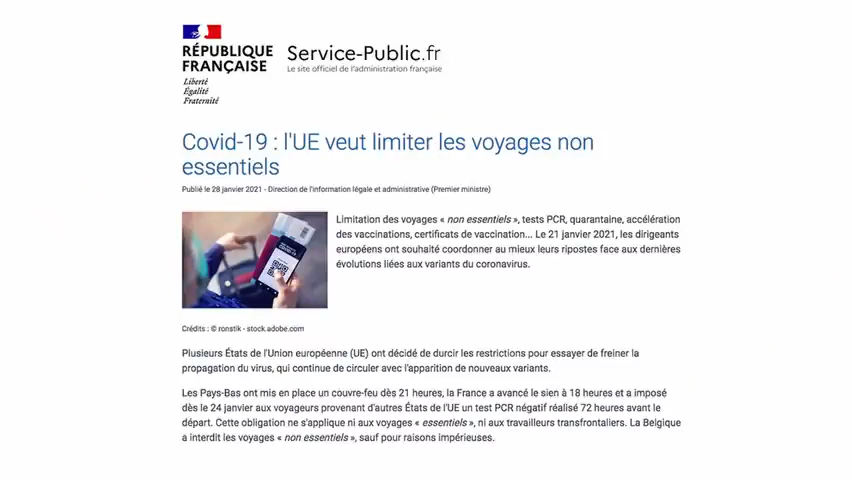 RÉPUBLIQUE
FRANÇAISE
Liberté
Égalité
Fraternité
Service-Public.fr
Le site officiel de l'administration française
Covid-19 : l'UE veut limiter les voyages non
essentiels
Publié le 28 janvier 2021 - Direction de l'information légale et administrative (Premier ministre)
Limitation des voyages « non essentiels », tests PCR, quarantaine, accélération
des vaccinations, certificats de vaccination... Le 21 janvier 2021, les dirigeants
européens ont souhaité coordonner au mieux leurs ripostes face aux dernières
évolutions liées aux variants du coronavirus.
Crédits : © ronstik - stock.adobe.com
Plusieurs États de l'Union européenne (UE) ont décidé de durcir les restrictions pour essayer de freiner la
propagation du virus, qui continue de circuler avec l'apparition de nouveaux variants.
Les Pays-Bas ont mis en place un couvre-feu dès 21 heures, la France a avancé le sien à 18 heures et a imposé
dès le 24 janvier aux voyageurs provenant d'autres États de l'UE un test PCR négatif réalisé 72 heures avant le
départ. Cette obligation ne s'applique ni aux voyages « essentiels », ni aux travailleurs transfrontaliers. La Belgique
a interdit les voyages « non essentiels », sauf pour raisons impérieuses.